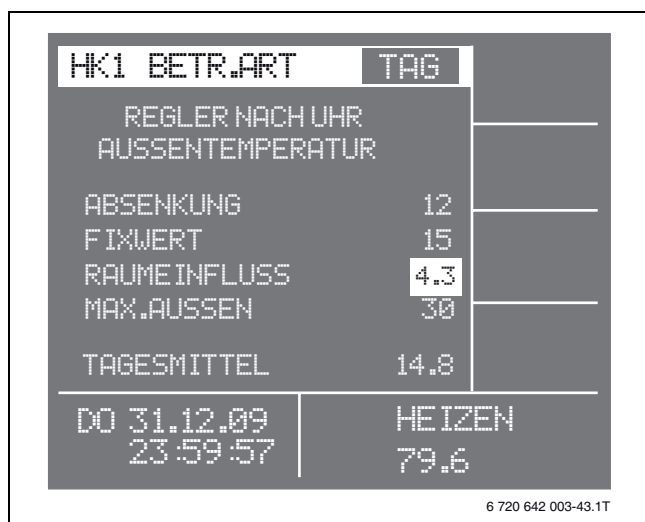 HK1 BETR.ART TAG
REGLER NACH UHR
AUSSENTEMPERATUR
ABSENKUNG 12
FIXWERT 15
RAUMEINFLUSS 4.3
MAX.AUSSEN 30
TAGESMITTEL 14.8
DO 31.12.09 HEIZEN
23:59:57 79.6
6 720 642 003-43.1T